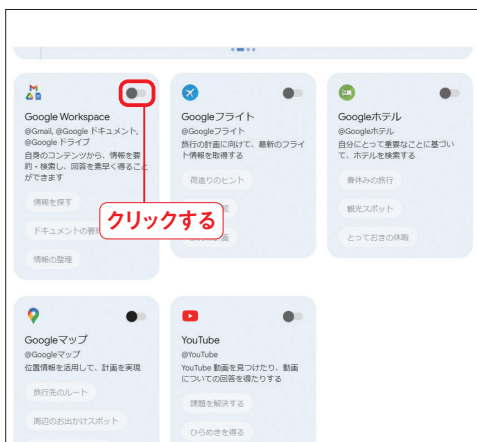 Google Workspace
@Gmail, @Google ドキュメント,
@Google ドライブ
自身のコンテンツから、情報を要
約・検索し、回答を素早く得ること
ができます
情報を探す
ドキュメントの要
情報の整理
クリックする
Googleフライト
@Googleフライト
旅行の計画に向けて、最新のフライ
ト情報を取得する
荷造りのヒント
Googleホテル
@Googleホテル
自分にとって重要なことに基づい
て、ホテルを検索する
春休みの旅行
観光スポット
とっておきの休暇
Googleマップ
@Googleマップ
位置情報を活用して、計画を実現
旅行先のルート
周辺のお出かけスポット
YouTube
@YouTube
YouTube 動画を見つけたり、動画
についての回答を得たりする
課題を解決する
ひらめきを得る